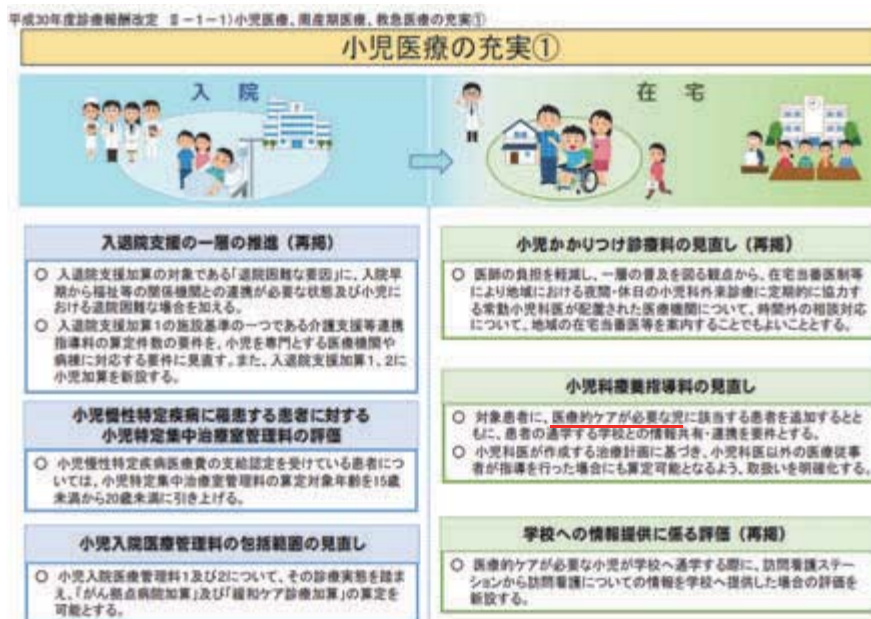 平成30年度診療報酬改定 Ⅱ－1－1)小児医療、周産期医療、救急医療の充実①
小児医療の充実①
入 院
在 宅
入退院支援の一層の推進（再掲）
○ 入退院支援加算の対象である「退院困難な要因」に、入院早
期から福祉等の関係機関との連携が必要な状態及び小児に
おける退院困難な場合を加える。
○ 入退院支援加算1の施設基準の一つである介護支援等連携
指導料の算定件数の要件を、小児を専門とする医療機関や
病棟に対応する要件に見直す。また、入退院支援加算1、2に
小児加算を新設する。
小児慢性特定疾病に罹患する患者に対する
小児特定集中治療室管理料の評価
○ 小児慢性特定疾病医療費の支給認定を受けている患者につ
いては、小児特定集中治療室管理料の算定対象年齢を15歳
未満から20歳未満に引き上げる。
小児入院医療管理料の包括範囲の見直し
○ 小児入院医療管理料1及び2について、その診療実態を踏ま
え、「がん拠点病院加算」及び「緩和ケア診療加算」の算定を
可能とする。
小児かかりつけ診療料の見直し（再掲）
○ 医師の負担を軽減し、一層の普及を図る観点から、在宅当番医制等
により地域における夜間・休日の小児科外来診療に定期的に協力す
る常勤小児科医が配置された医療機関について、時間外の相談対応
について、地域の在宅当番医等を案内することでもよいこととする。
小児科療養指導料の見直し
○ 対象患者に、医療的ケアが必要な児に該当する患者を追加するとと
もに、患者の通学する学校との情報共有・連携を要件とする。
○ 小児科医が作成する治療計画に基づき、小児科医以外の医療従事
者が指導を行った場合にも算定可能となるよう、取扱いを明確化する。
学校への情報提供に係る評価（再掲）
○ 医療的ケアが必要な小児が学校へ通学する際に、訪問看護ステー
ションから訪問看護についての情報を学校へ提供した場合の評価を
新設する。